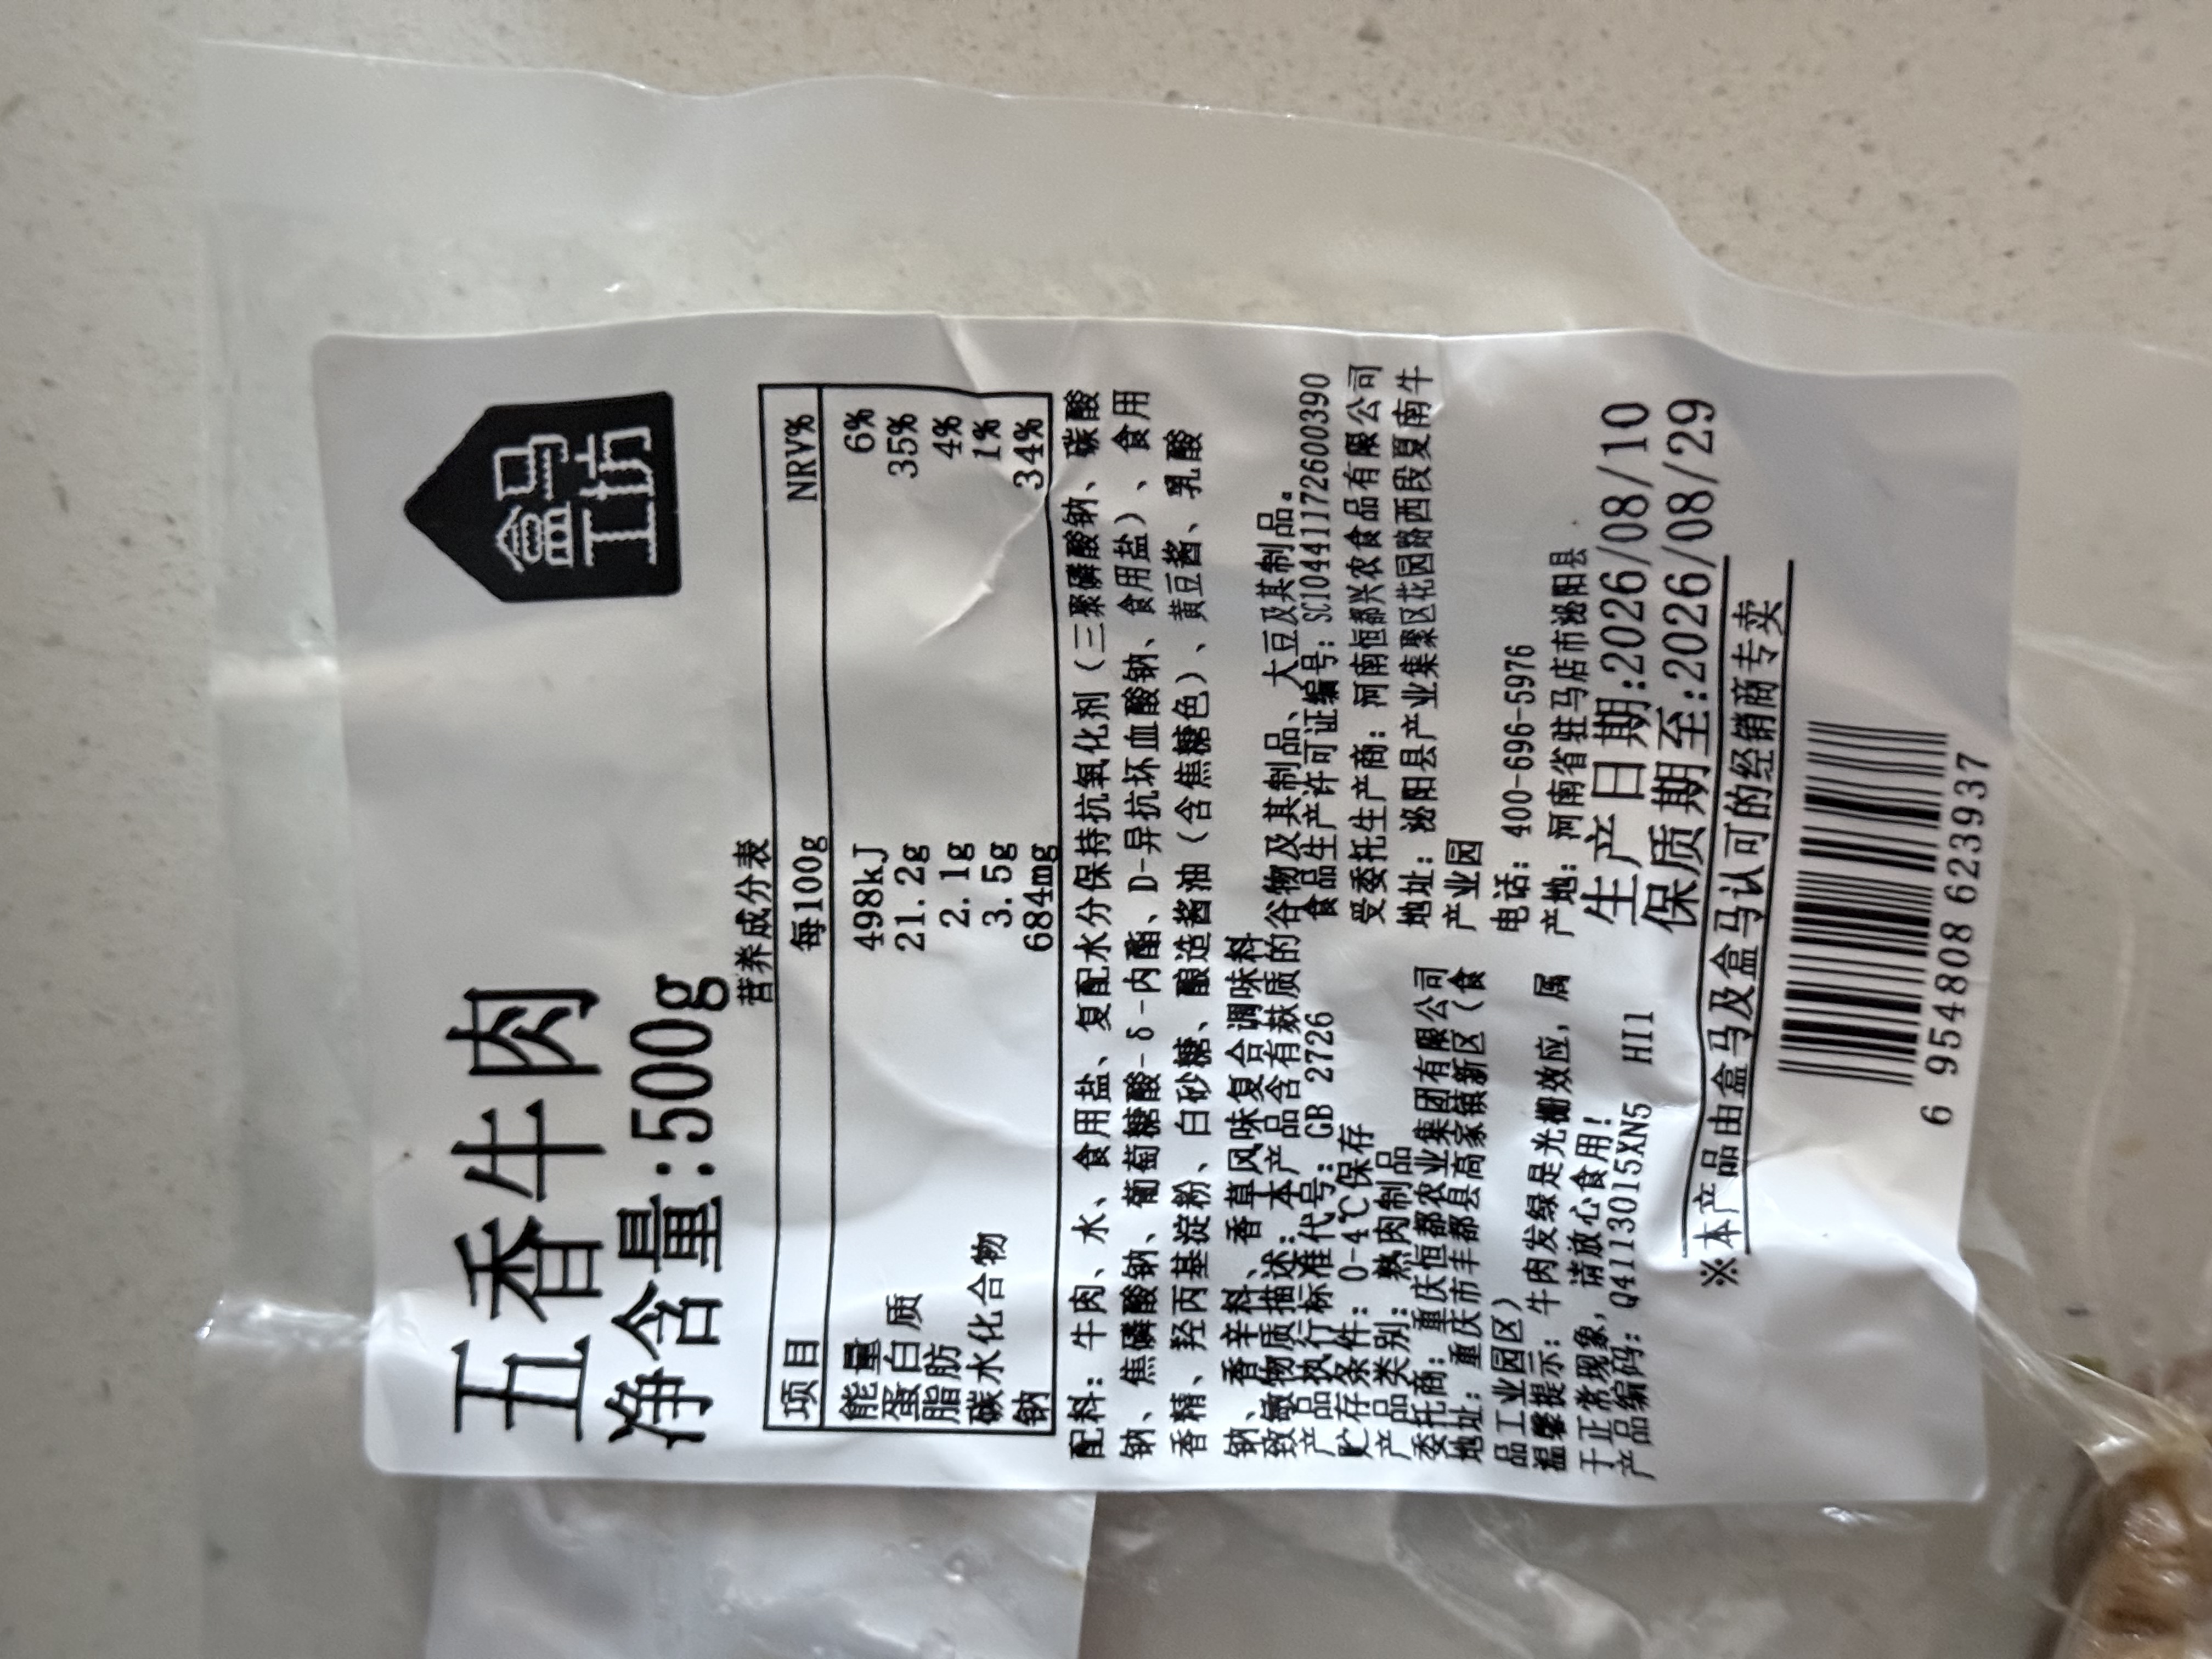 五香牛肉
盒马
工坊
净含量:500g
营养成分表
项目 每100g NRV%
能量 498kJ 6%
蛋白质 21.2g 35%
脂肪 2.1g 4%
碳水化合物 3.5g 1%
钠 684mg 34%
配料：牛肉、水、食用盐、复配水分保持抗氧化剂（三聚磷酸钠、碳酸
钠、焦磷酸钠、葡萄糖酸-δ-内酯、D-异抗坏血酸钠、食用盐）、食用
香精、羟丙基淀粉、白砂糖、酿造酱油（含焦糖色）、黄豆酱、乳酸
钠、香辛料、香草风味复合调味料
致敏物质描述：本产品含有麸质的谷物及其制品、大豆及其制品。
产品执行标准代号：GB 2726
贮存条件：0-4℃保存
产品类别：熟肉制品
委托商：重庆恒都农业集团有限公司
地址：重庆市丰都县高家镇新区（食
品工业园区）
温馨提示：牛肉发绿是光栅效应，属
于正常现象，请放心食用！
产品编码：Q4113015XN5 HI1
食品生产许可证编号：SC10441172600390
受委托生产商：河南恒都兴农食品有限公司
地址：泌阳县产业集聚区花园路西段夏南牛
产业园
电话：400-696-5976
产地：河南省驻马店市泌阳县
生产日期:2026/08/10
保质期至:2026/08/29
※本产品由盒马及盒马认可的经销商专卖
6 954808 623937